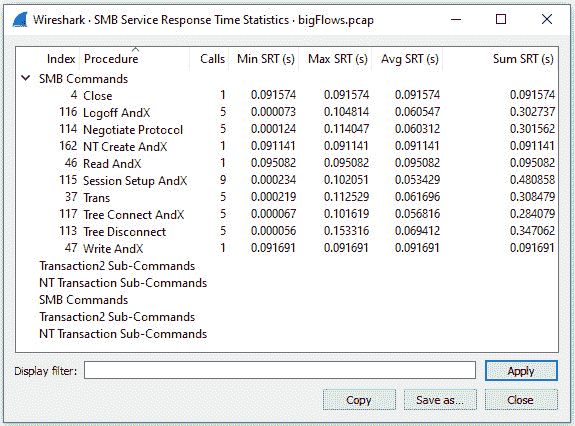 Wireshark · SMB Service Response Time Statistics · bigFlows.pcap
Index Procedure Calls Min SRT (s) Max SRT (s) Avg SRT (s) Sum SRT (s)
SMB Commands
4 Close 1 0.091574 0.091574 0.091574 0.091574
116 Logoff AndX 5 0.000073 0.104814 0.060547 0.302737
114 Negotiate Protocol 5 0.000124 0.114047 0.060312 0.301562
162 NT Create AndX 1 0.091141 0.091141 0.091141 0.091141
46 Read AndX 1 0.095082 0.095082 0.095082 0.095082
115 Session Setup AndX 9 0.000234 0.102051 0.053429 0.480858
37 Trans 5 0.000219 0.112529 0.061696 0.308479
117 Tree Connect AndX 5 0.000067 0.101619 0.056816 0.284079
113 Tree Disconnect 5 0.000056 0.153316 0.069412 0.347062
47 Write AndX 1 0.091691 0.091691 0.091691 0.091691
Transaction2 Sub-Commands
NT Transaction Sub-Commands
SMB Commands
Transaction2 Sub-Commands
NT Transaction Sub-Commands
Display filter: Apply
Copy Save as... Close